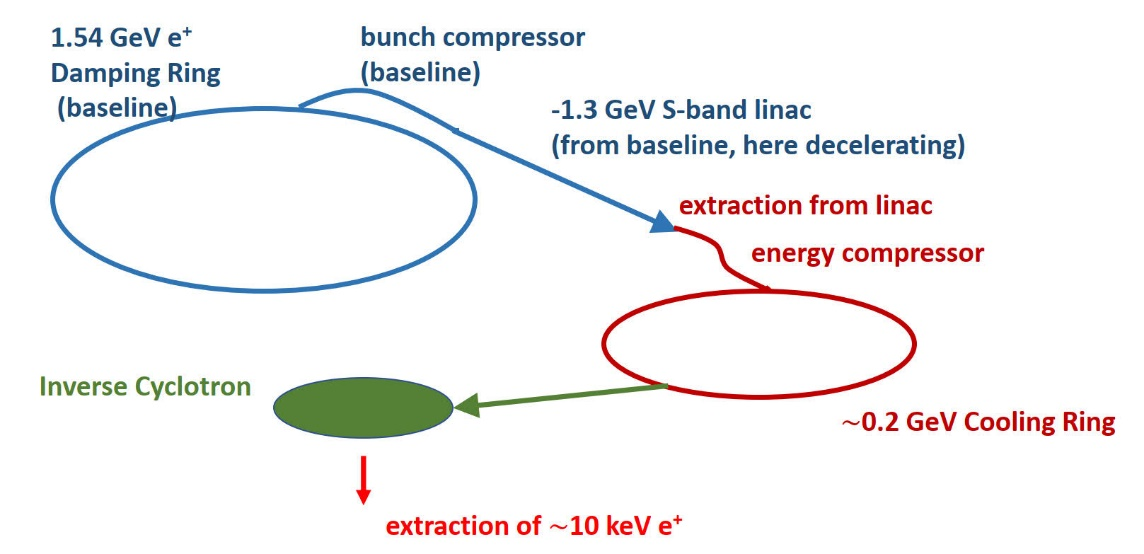 1.54 GeV e⁺
Damping Ring
(baseline)
bunch compressor
(baseline)
-1.3 GeV S-band linac
(from baseline, here decelerating)
extraction from linac
energy compressor
Inverse Cyclotron
~0.2 GeV Cooling Ring
extraction of ~10 keV e⁺